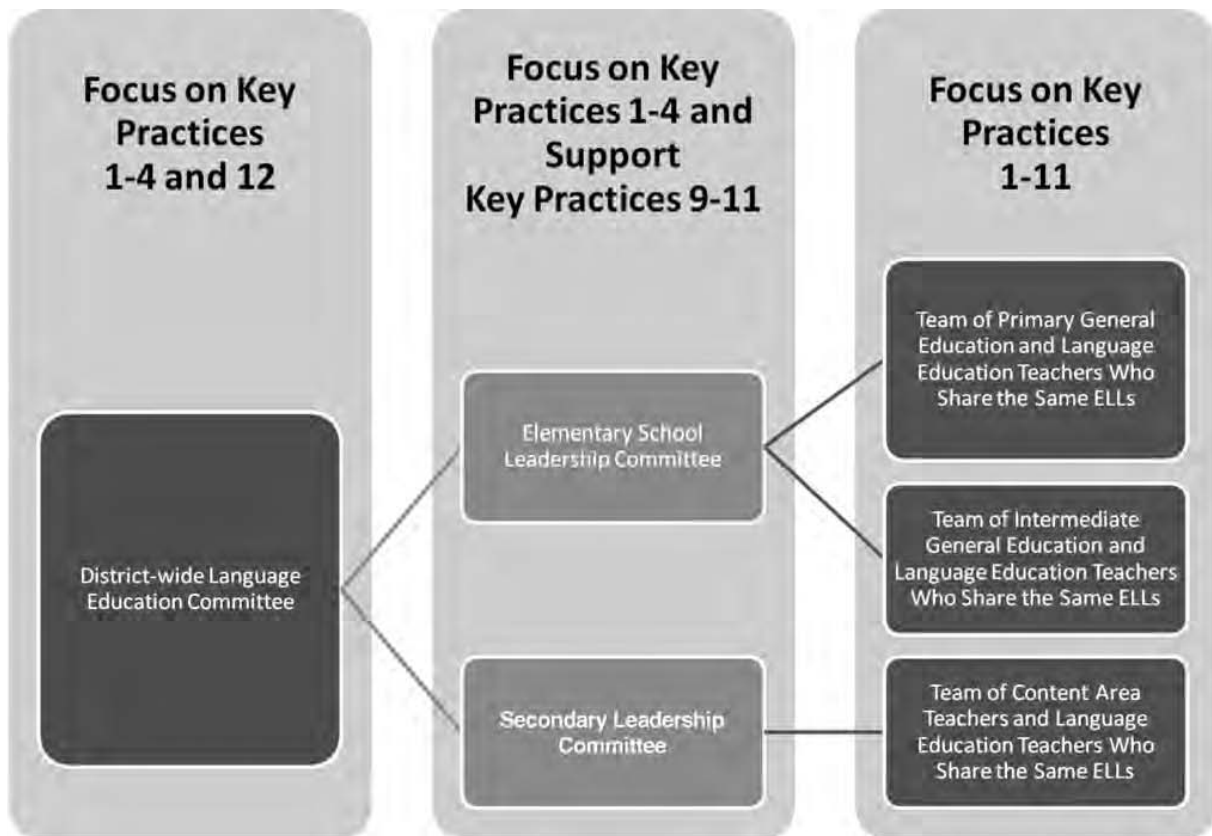 Focus on Key
Practices
1-4 and 12
Focus on Key
Practices 1-4 and
Support
Key Practices 9-11
Focus on Key
Practices
1-11
District-wide Language
Education Committee
Elementary School
Leadership Committee
Secondary Leadership
Committee
Team of Primary General
Education and Language
Education Teachers Who
Share the Same ELLs
Team of Intermediate
General Education and
Language Education Teachers
Who Share the Same ELLs
Team of Content Area
Teachers and Language
Education Teachers Who
Share the Same ELLs